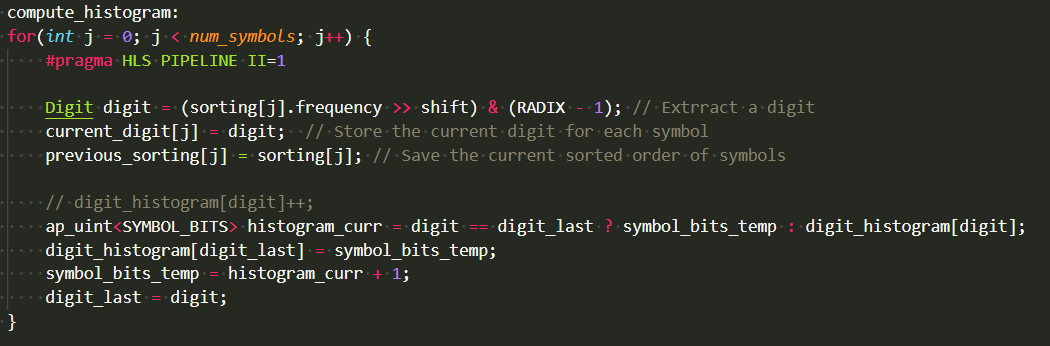 compute_histogram:
for(int j = 0; j < num_symbols; j++) {
#pragma HLS PIPELINE II=1
Digit digit = (sorting[j].frequency >> shift) & (RADIX - 1); // Extrract a digit
current_digit[j] = digit;  // Store the current digit for each symbol
previous_sorting[j] = sorting[j]; // Save the current sorted order of symbols
// digit_histogram[digit]++;
ap_uint<SYMBOL_BITS> histogram_curr = digit == digit_last ? symbol_bits_temp : digit_histogram[digit];
digit_histogram[digit_last] = symbol_bits_temp;
symbol_bits_temp = histogram_curr + 1;
digit_last = digit;
}